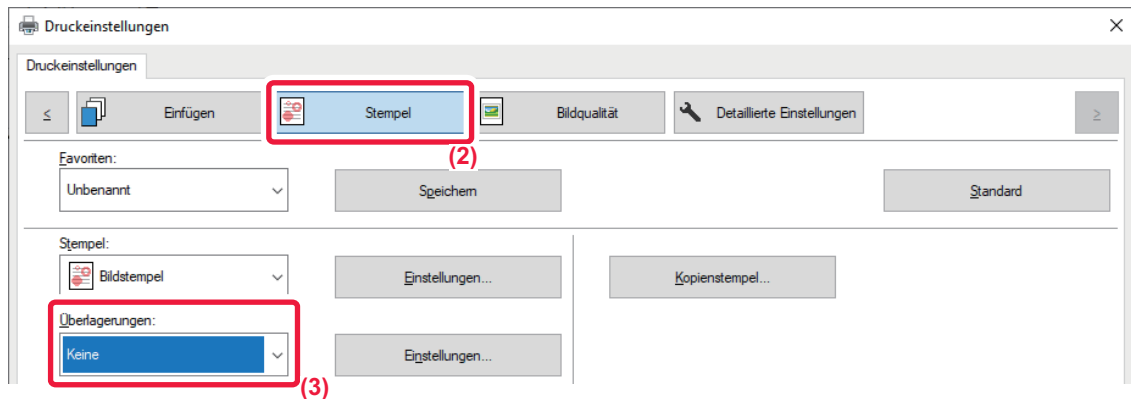 Druckeinstellungen
Druckeinstellungen
≤ Einfügen Stempel Bildqualität Detaillierte Einstellungen ≥
(2)
Favoriten:
Unbenannt Speichern Standard
Stempel:
Bildstempel Einstellungen... Kopienstempel...
Überlagerungen:
Keine Einstellungen...
(3)